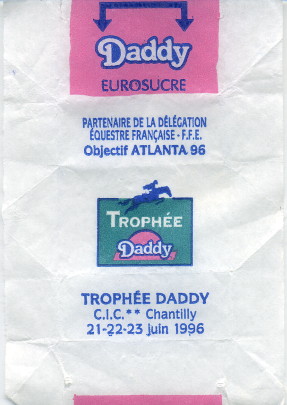 Daddy
EUROSUCRE
PARTENAIRE DE LA DÉLÉGATION
ÉQUESTRE FRANÇAISE - F.F.E.
Objectif ATLANTA 96
TROPHÉE
Daddy
TROPHÉE DADDY
C.I.C.** Chantilly
21-22-23 juin 1996